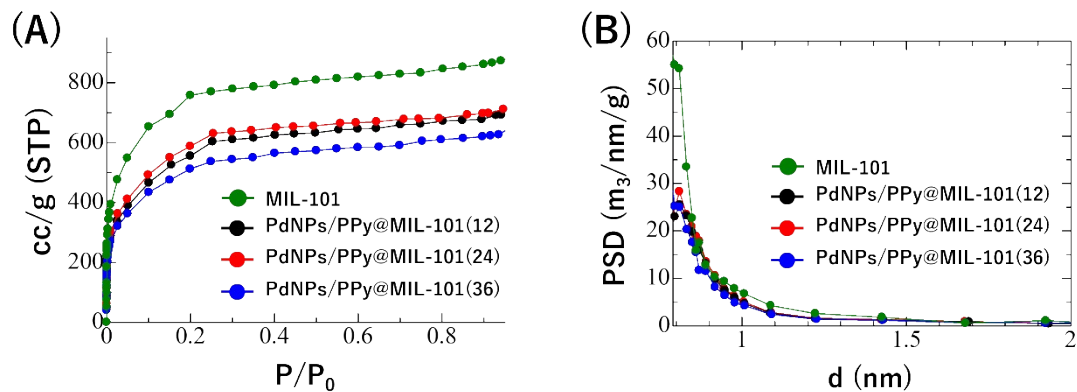 (A)
cc/g (STP)
800
600
400
200
0
MIL-101
PdNPs/PPy@MIL-101(12)
PdNPs/PPy@MIL-101(24)
PdNPs/PPy@MIL-101(36)
0
0.2
0.4
0.6
0.8
P/P₀
(B)
PSD (m₃/nm/g)
60
50
40
30
20
10
0
MIL-101
PdNPs/PPy@MIL-101(12)
PdNPs/PPy@MIL-101(24)
PdNPs/PPy@MIL-101(36)
1
1.5
2
d (nm)